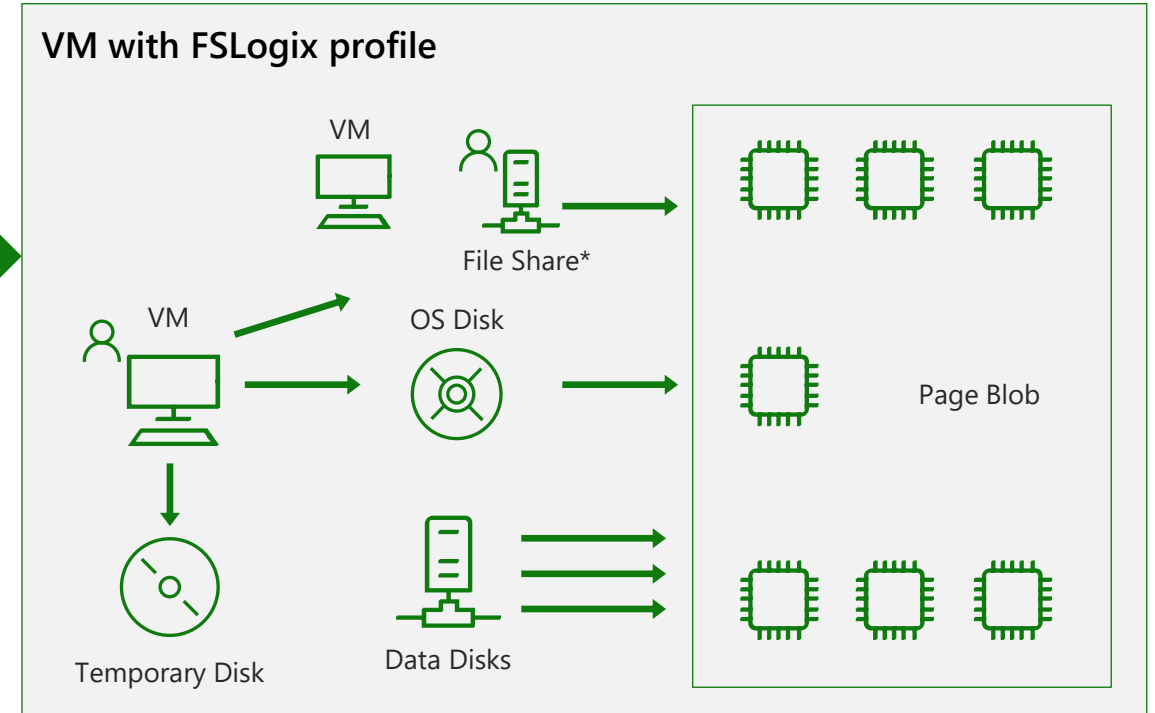 VM with FSLogix profile
VM
File Share*
VM
OS Disk
Page Blob
Temporary Disk
Data Disks